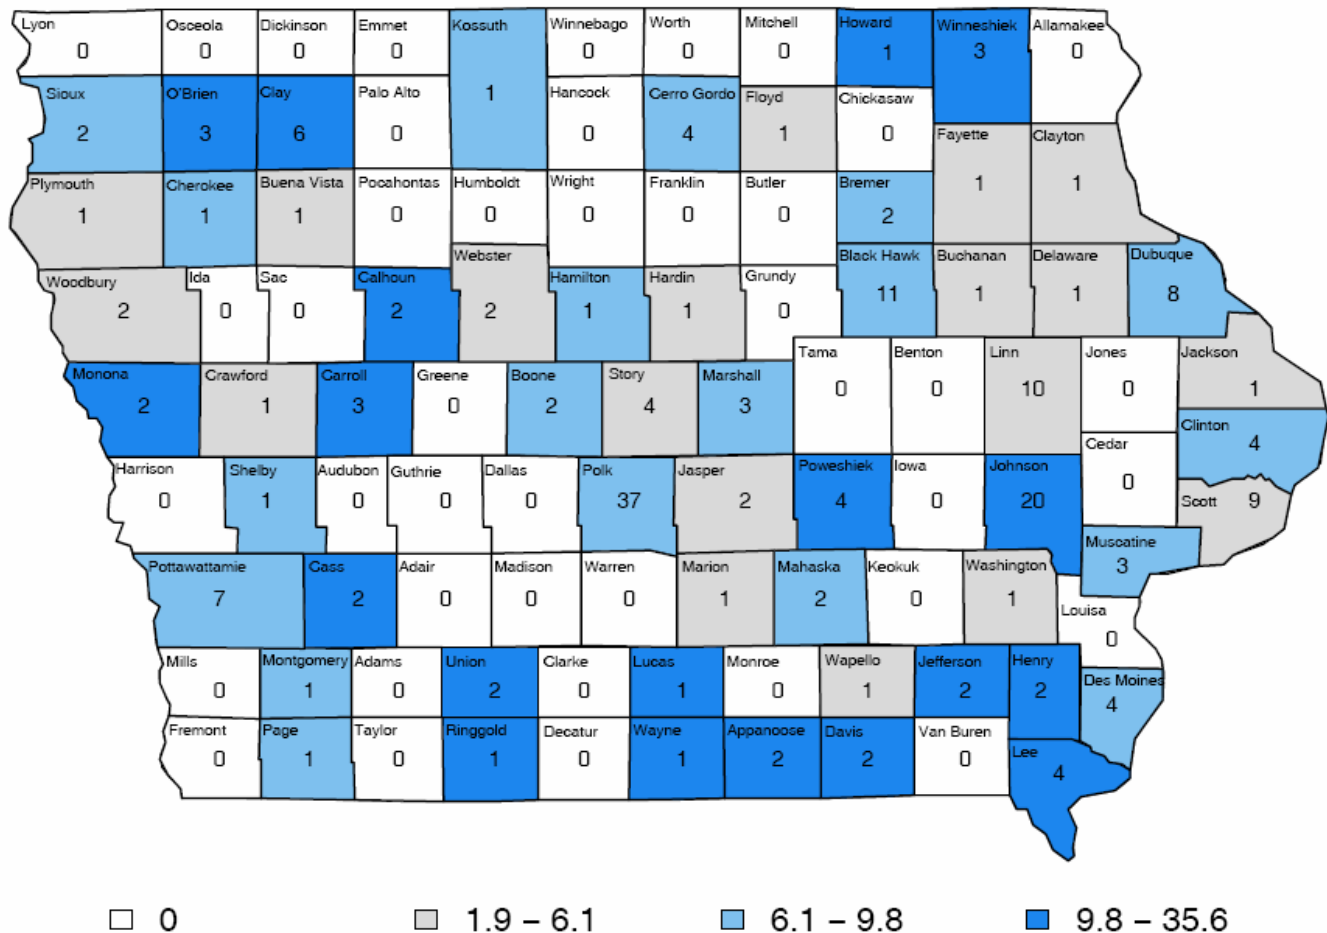 Lyon 0
Osceola 0
Dickinson 0
Emmet 0
Kossuth 1
Winnebago 0
Worth 0
Mitchell 0
Howard 1
Winneshiek 3
Allamakee 0
Sioux 2
O'Brien 3
Clay 6
Palo Alto 0
Hancock 0
Cerro Gordo 4
Floyd 1
Chickasaw 0
Fayette 1
Clayton 1
Plymouth 1
Cherokee 1
Buena Vista 1
Pocahontas 0
Humboldt 0
Wright 0
Franklin 0
Butler 0
Bremer 2
Woodbury 2
Ida 0
Sac 0
Calhoun 2
Webster 2
Hamilton 1
Hardin 1
Grundy 0
Black Hawk 11
Buchanan 1
Delaware 1
Dubuque 8
Monona 2
Crawford 1
Carroll 3
Greene 0
Boone 2
Story 4
Marshall 3
Tama 0
Benton 0
Linn 10
Jones 0
Jackson 1
Clinton 4
Cedar 0
Harrison 0
Shelby 1
Audubon 0
Guthrie 0
Dallas 0
Polk 37
Jasper 2
Poweshiek 4
Iowa 0
Johnson 20
Scott 9
Muscatine 3
Pottawattamie 7
Cass 2
Adair 0
Madison 0
Warren 0
Marion 1
Mahaska 2
Keokuk 0
Washington 1
Louisa 0
Mills 0
Montgomery 1
Adams 0
Union 2
Clarke 0
Lucas 1
Monroe 0
Wapello 1
Jefferson 2
Henry 2
Des Moines 4
Fremont 0
Page 1
Taylor 0
Ringgold 1
Decatur 0
Wayne 1
Appanoose 2
Davis 2
Van Buren 0
Lee 4
0
1.9 – 6.1
6.1 – 9.8
9.8 – 35.6